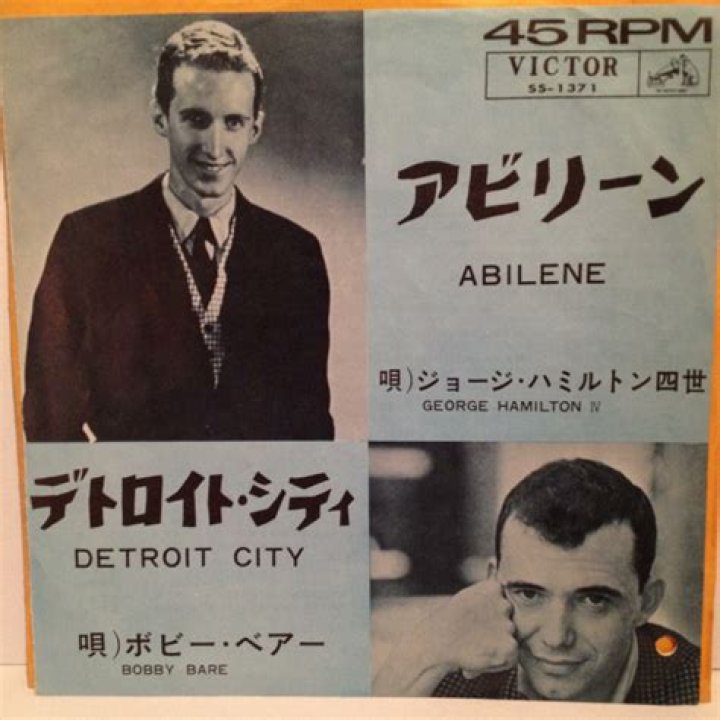 45 RPM
VICTOR
SS-1371
アビリーン
ABILENE
唄)ジョージ・ハミルトン四世
GEORGE HAMILTON Ⅳ
デトロイト・シティ
DETROIT CITY
唄)ボビー・ベアー
BOBBY BARE